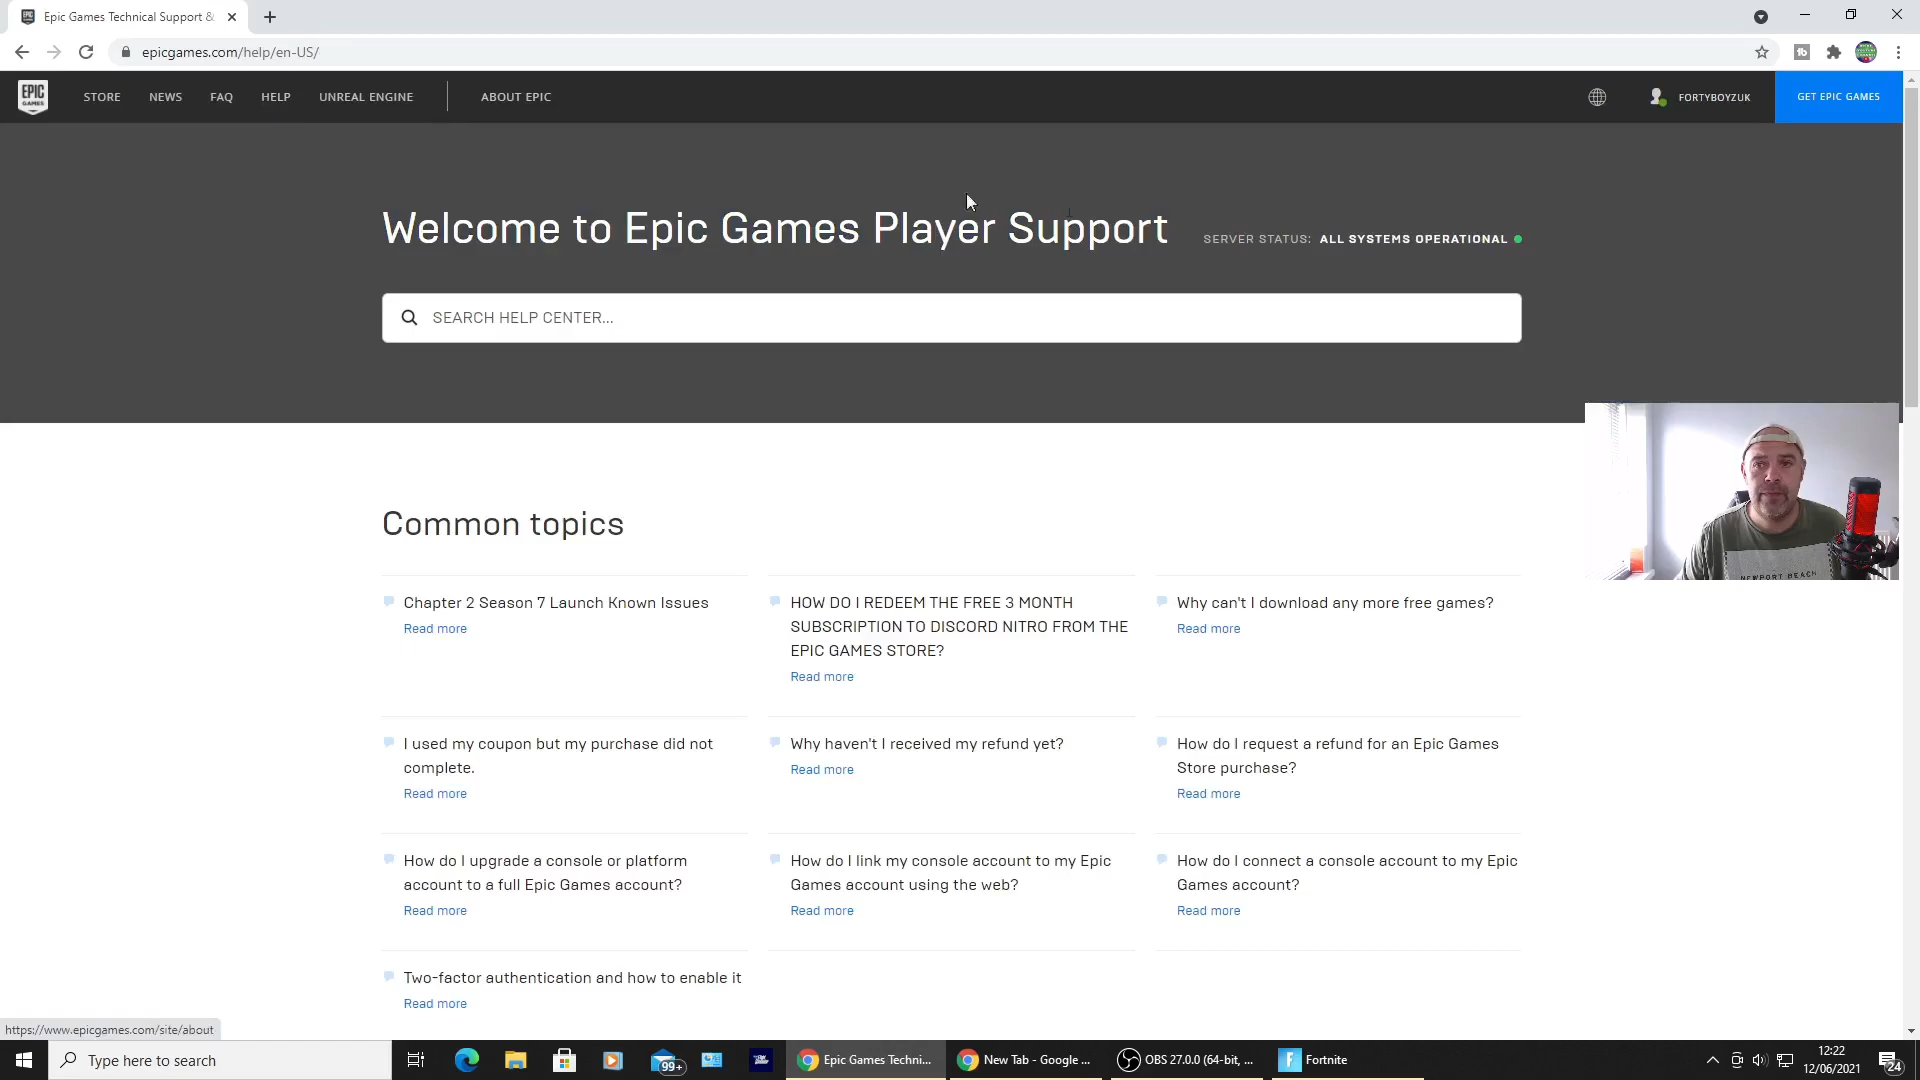 Epic Games Technical Support &
epicgames.com/help/en-US/
EPIC
GAMES
STORE
NEWS
FAQ
HELP
UNREAL ENGINE
ABOUT EPIC
FORTYBOYZUK
GET EPIC GAMES
Welcome to Epic Games Player Support
SERVER STATUS: ALL SYSTEMS OPERATIONAL
SEARCH HELP CENTER...
Common topics
Chapter 2 Season 7 Launch Known Issues
Read more
HOW DO I REDEEM THE FREE 3 MONTH
SUBSCRIPTION TO DISCORD NITRO FROM THE
EPIC GAMES STORE?
Read more
Why can't I download any more free games?
Read more
I used my coupon but my purchase did not
complete.
Read more
Why haven't I received my refund yet?
Read more
How do I request a refund for an Epic Games
Store purchase?
Read more
How do I upgrade a console or platform
account to a full Epic Games account?
Read more
How do I link my console account to my Epic
Games account using the web?
Read more
How do I connect a console account to my Epic
Games account?
Read more
Two-factor authentication and how to enable it
Read more
NEWPORT BEACH
https://www.epicgames.com/site/about
Type here to search
99+
Epic Games Techni...
New Tab - Google ...
OBS 27.0.0 (64-bit, ...
Fortnite
12:22
12/06/2021
24